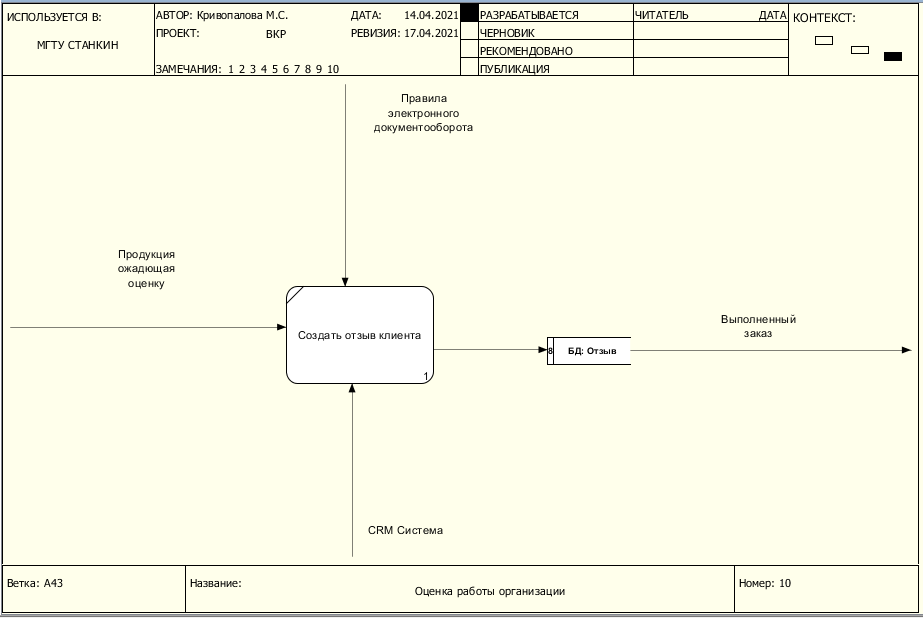 ИСПОЛЬЗУЕТСЯ В:
МГТУ СТАНКИН
АВТОР: Кривопалова М.С.
ДАТА: 14.04.2021
ПРОЕКТ: ВКР
РЕВИЗИЯ: 17.04.2021
ЗАМЕЧАНИЯ: 1 2 3 4 5 6 7 8 9 10
РАЗРАБАТЫВАЕТСЯ
ЧЕРНОВИК
РЕКОМЕНДОВАНО
ПУБЛИКАЦИЯ
ЧИТАТЕЛЬ ДАТА
КОНТЕКСТ:
Правила
электронного
документооборота
Продукция
ожадющая
оценку
Создать отзыв клиента
1
8 БД: Отзыв
Выполненный
заказ
CRM Система
Ветка: A43
Название:
Оценка работы организации
Номер: 10